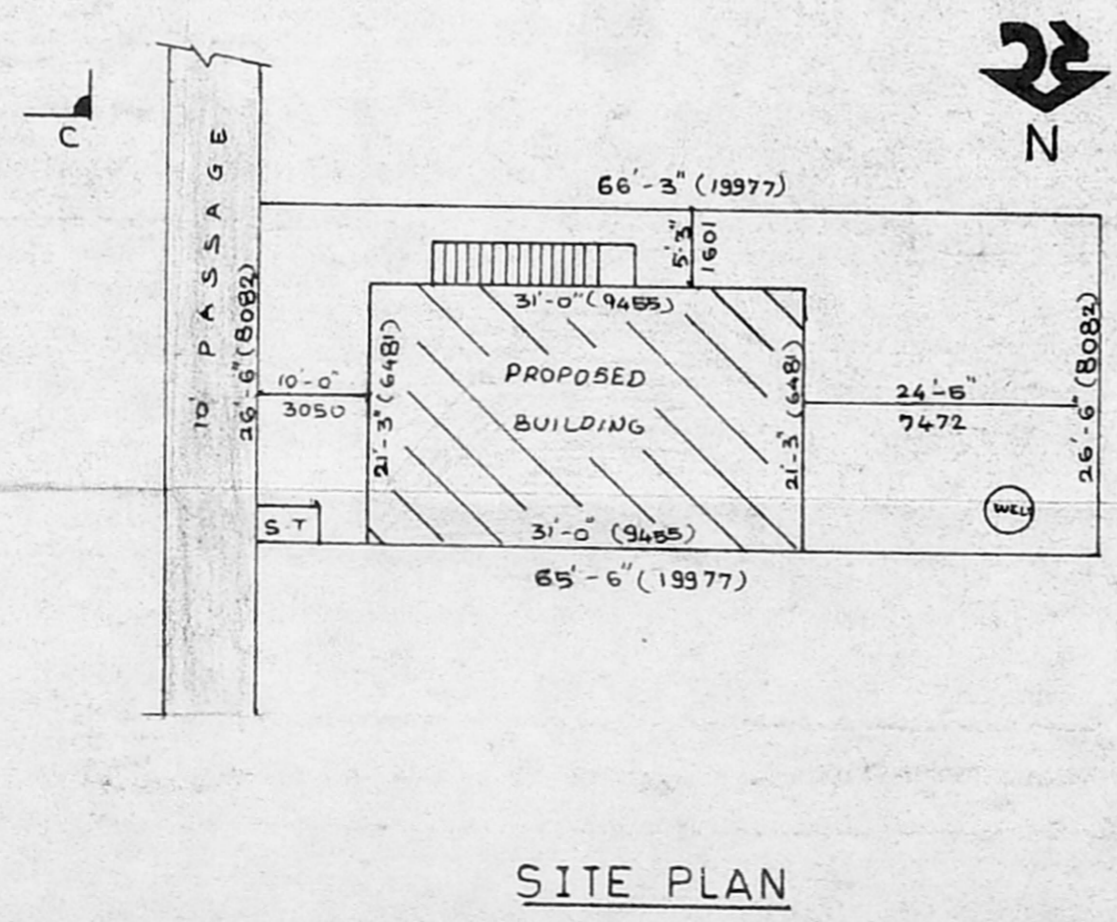 C
N
66'-3" (19977)
10' PASSAGE
26'-6" (8082)
5'3"
1601
31'-0" (9455)
21'-3" (6481)
PROPOSED
BUILDING
21'-3" (6481)
10'-0"
3050
24'-6"
7472
26'-6" (8082)
WELL
S.T
31'-0" (9455)
65'-6" (19977)
SITE PLAN